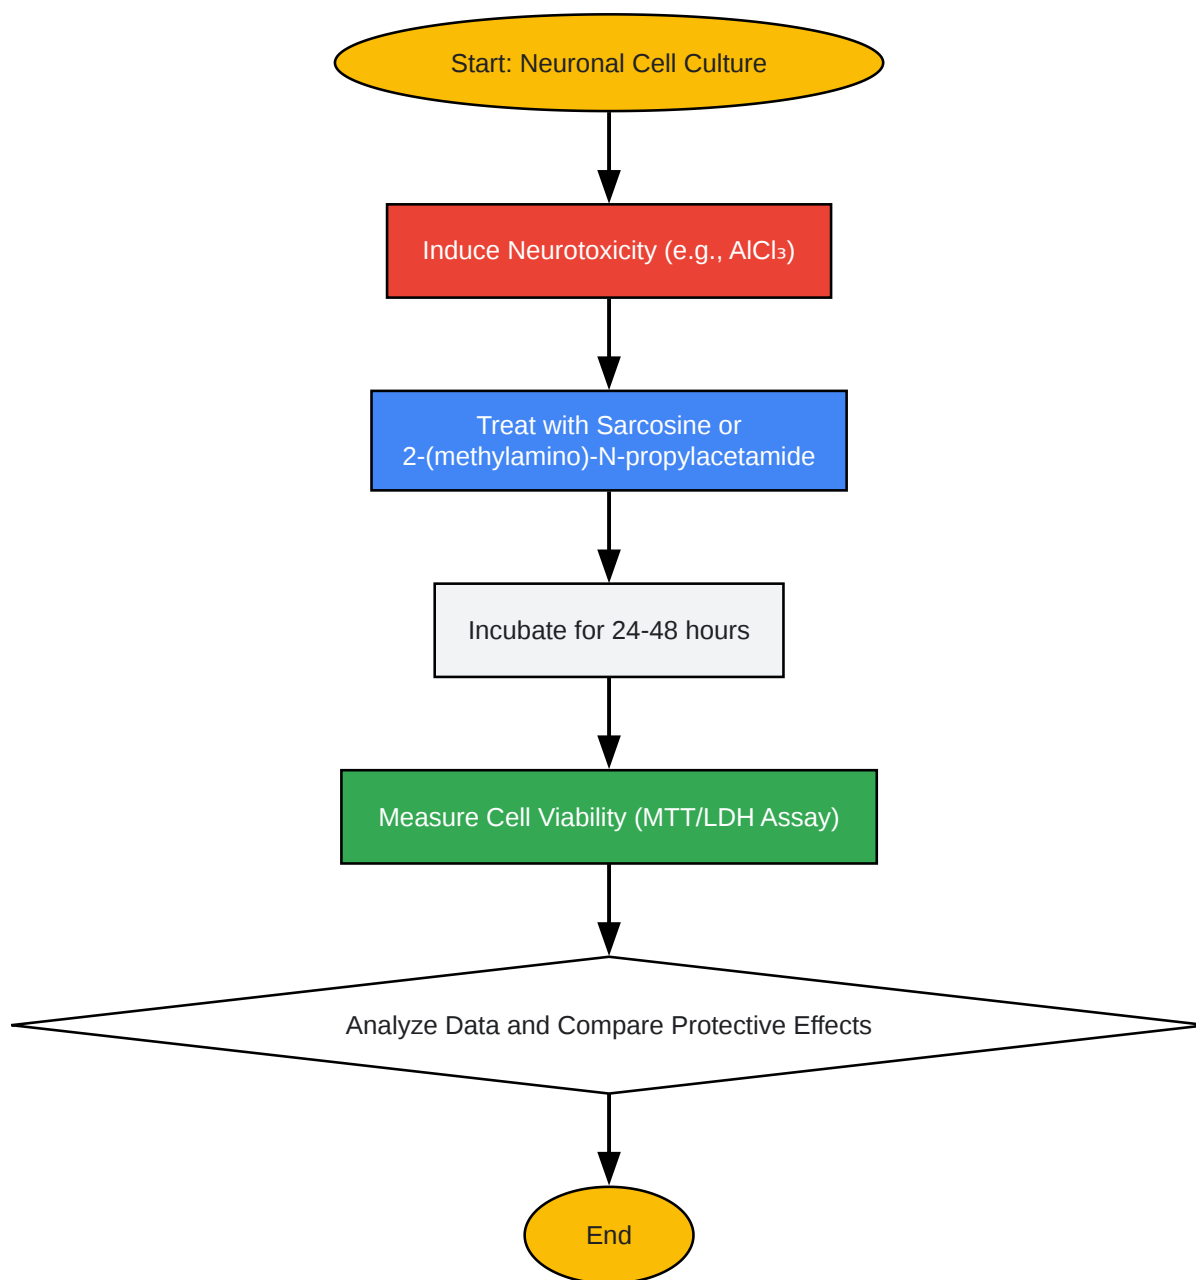 Start: Neuronal Cell Culture
Induce Neurotoxicity (e.g., AlCl₃)
Treat with Sarcosine or
2-(methylamino)-N-propylacetamide
Incubate for 24-48 hours
Measure Cell Viability (MTT/LDH Assay)
Analyze Data and Compare Protective Effects
End